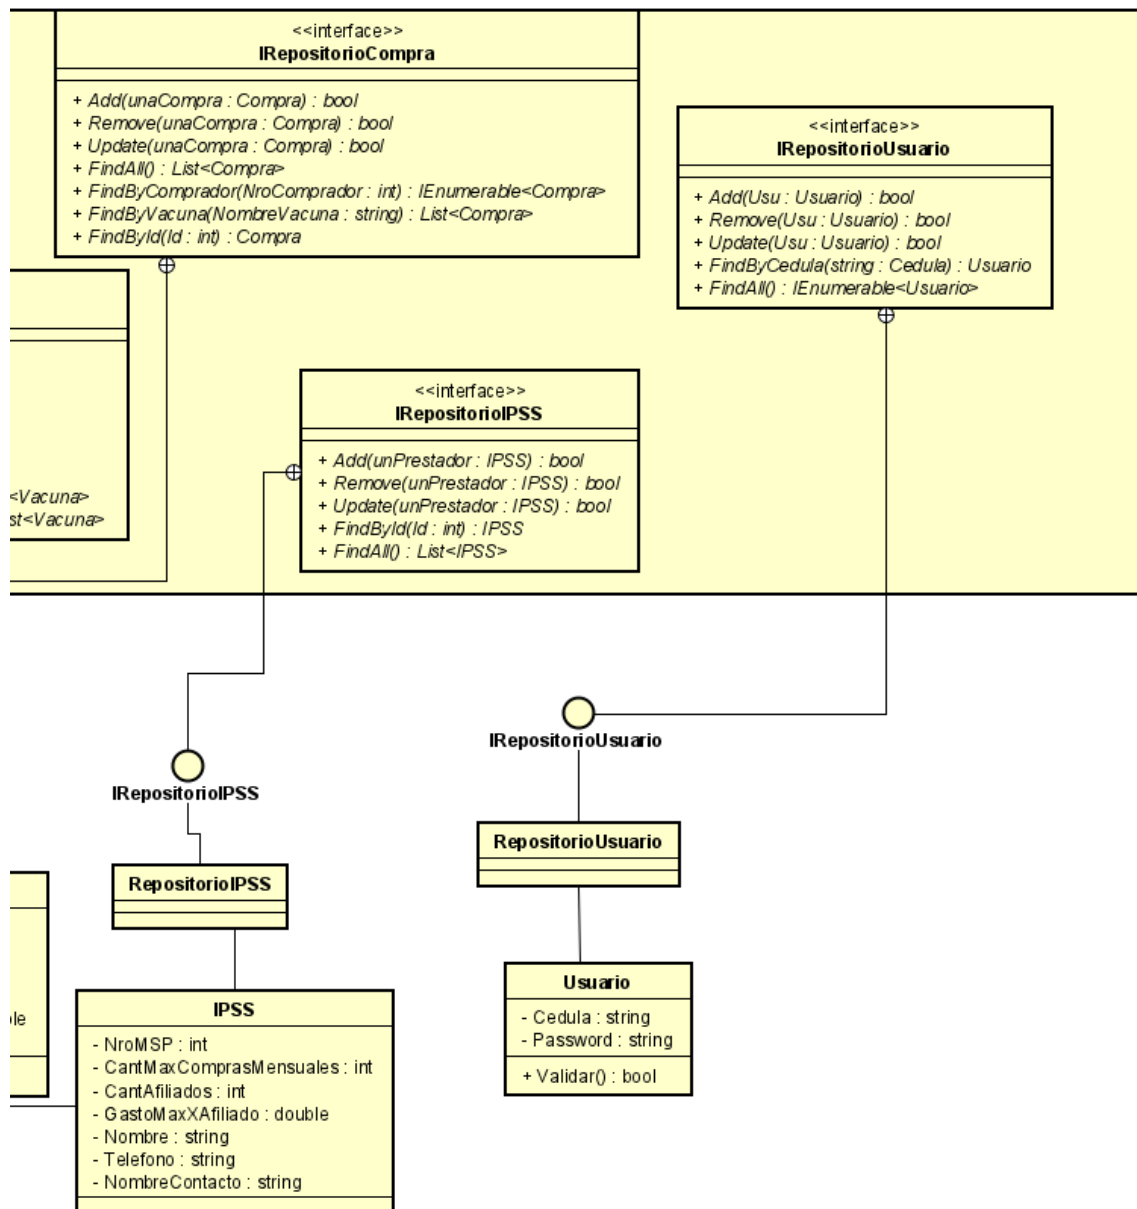 <<interface>>
IRepositorioCompra
+ Add(unaCompra : Compra) : bool
+ Remove(unaCompra : Compra) : bool
+ Update(unaCompra : Compra) : bool
+ FindAll() : List<Compra>
+ FindByComprador(NroComprador : int) : IEnumerable<Compra>
+ FindByVacuna(NombreVacuna : string) : List<Compra>
+ FindById(Id : int) : Compra
<<interface>>
IRepositorioUsuario
+ Add(Usu : Usuario) : bool
+ Remove(Usu : Usuario) : bool
+ Update(Usu : Usuario) : bool
+ FindByCedula(string : Cedula) : Usuario
+ FindAll() : IEnumerable<Usuario>
<Vacuna>
st<Vacuna>
<<interface>>
IRepositorioIPSS
+ Add(unPrestador : IPSS) : bool
+ Remove(unPrestador : IPSS) : bool
+ Update(unPrestador : IPSS) : bool
+ FindById(Id : int) : IPSS
+ FindAll() : List<IPSS>
IRepositorioUsuario
IRepositorioIPSS
RepositorioUsuario
RepositorioIPSS
Usuario
- Cedula : string
- Password : string
+ Validar() : bool
IPSS
- NroMSP : int
- CantMaxComprasMensuales : int
- CantAfiliados : int
- GastoMaxXAfiliado : double
- Nombre : string
- Telefono : string
- NombreContacto : string